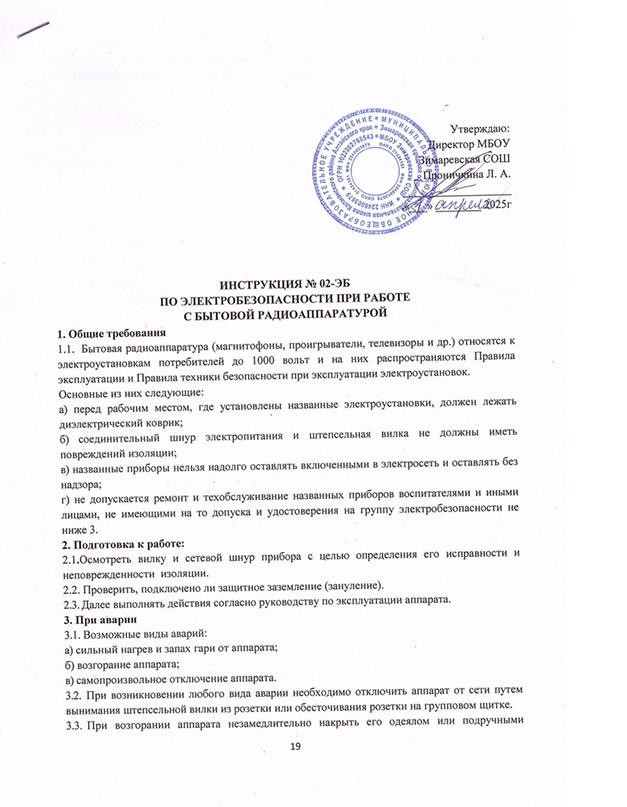 Утверждаю:
Директор МБОУ
Зимаревская СОШ
Проничкина Л. А.
апреля 2025г
ИНСТРУКЦИЯ № 02-ЭБ
ПО ЭЛЕКТРОБЕЗОПАСНОСТИ ПРИ РАБОТЕ
С БЫТОВОЙ РАДИОАППАРАТУРОЙ
1. Общие требования
1.1. Бытовая радиоаппаратура (магнитофоны, проигрыватели, телевизоры и др.) относятся к
электроустановкам потребителей до 1000 вольт и на них распространяются Правила
эксплуатации и Правила техники безопасности при эксплуатации электроустановок.
Основные из них следующие:
а) перед рабочим местом, где установлены названные электроустановки, должен лежать
диэлектрический коврик;
б) соединительный шнур электропитания и штепсельная вилка не должны иметь
повреждений изоляции;
в) названные приборы нельзя надолго оставлять включенными в электросеть и оставлять без
надзора;
г) не допускается ремонт и техобслуживание названных приборов воспитателями и иными
лицами, не имеющими на то допуска и удостоверения на группу электробезопасности не
ниже 3.
2. Подготовка к работе:
2.1.Осмотреть вилку и сетевой шнур прибора с целью определения его исправности и
неповрежденности изоляции.
2.2. Проверить, подключено ли защитное заземление (зануление).
2.3. Далее выполнять действия согласно руководству по эксплуатации аппарата.
3. При аварии
3.1. Возможные виды аварий:
а) сильный нагрев и запах гари от аппарата;
б) возгорание аппарата;
в) самопроизвольное отключение аппарата.
3.2. При возникновении любого вида аварии необходимо отключить аппарат от сети путем
вынимания штепсельной вилки из розетки или обесточивания розетки на групповом щитке.
3.3. При возгорании аппарата незамедлительно накрыть его одеялом или подручными
19